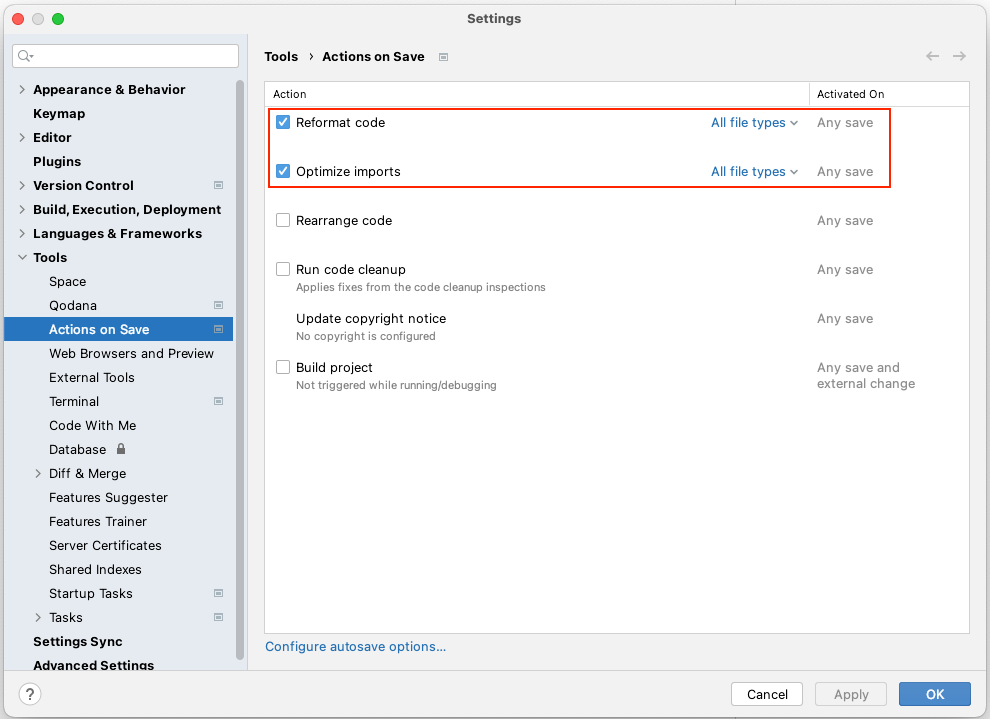 Settings
Tools › Actions on Save
Appearance & Behavior
Keymap
Editor
Plugins
Version Control
Build, Execution, Deployment
Languages & Frameworks
Tools
Space
Qodana
Actions on Save
Web Browsers and Preview
External Tools
Terminal
Code With Me
Database
Diff & Merge
Features Suggester
Features Trainer
Server Certificates
Shared Indexes
Startup Tasks
Tasks
Settings Sync
Advanced Settings
Action Activated On
Reformat code All file types Any save
Optimize imports All file types Any save
Rearrange code Any save
Run code cleanup Any save
Applies fixes from the code cleanup inspections
Update copyright notice Any save
No copyright is configured
Build project Any save and
Not triggered while running/debugging external change
Configure autosave options...
? Cancel Apply OK